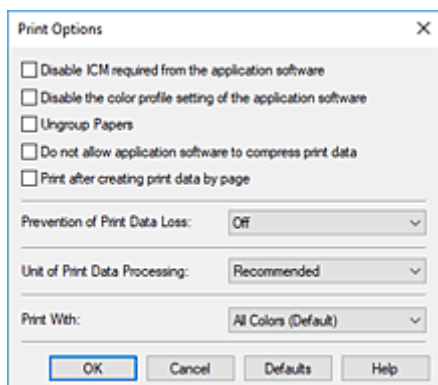 Print Options
Disable ICM required from the application software
Disable the color profile setting of the application software
Ungroup Papers
Do not allow application software to compress print data
Print after creating print data by page
Prevention of Print Data Loss: Off
Unit of Print Data Processing: Recommended
Print With: All Colors (Default)
OK Cancel Defaults Help